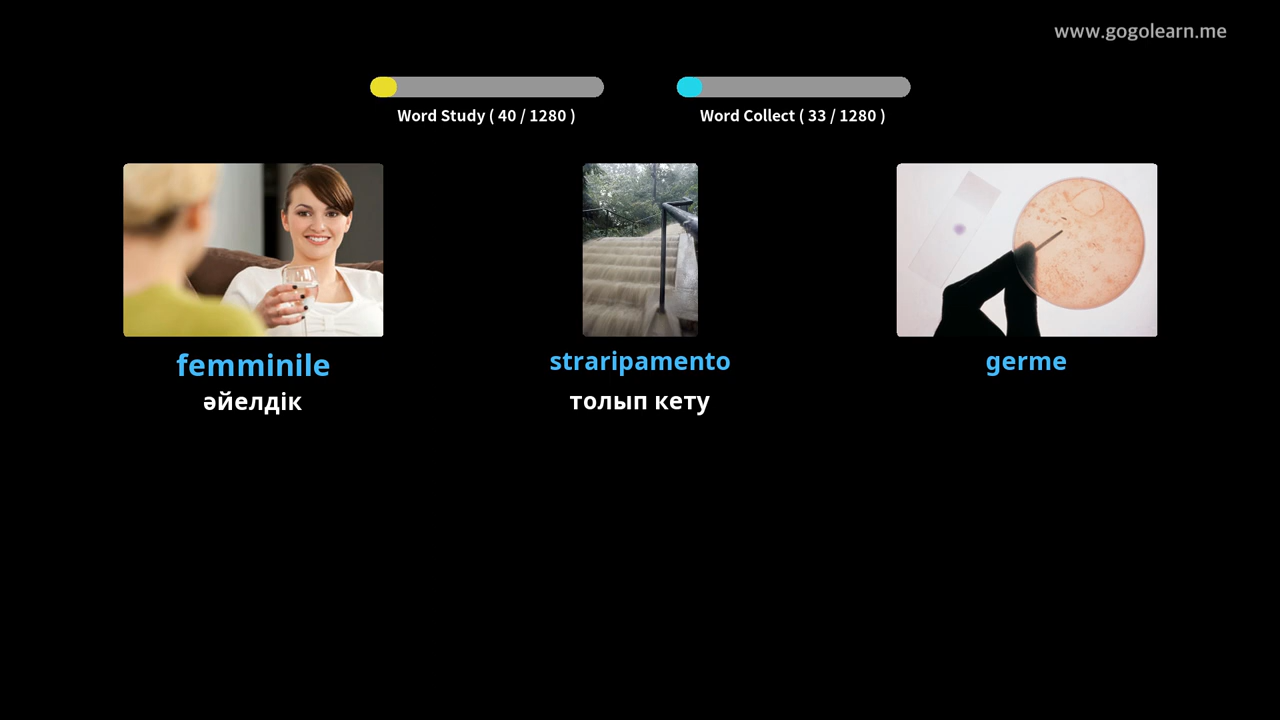 www.gogolearn.me
Word Study ( 40 / 1280 )
Word Collect ( 33 / 1280 )
femminile
straripamento
germe
әйелдік
толып кету